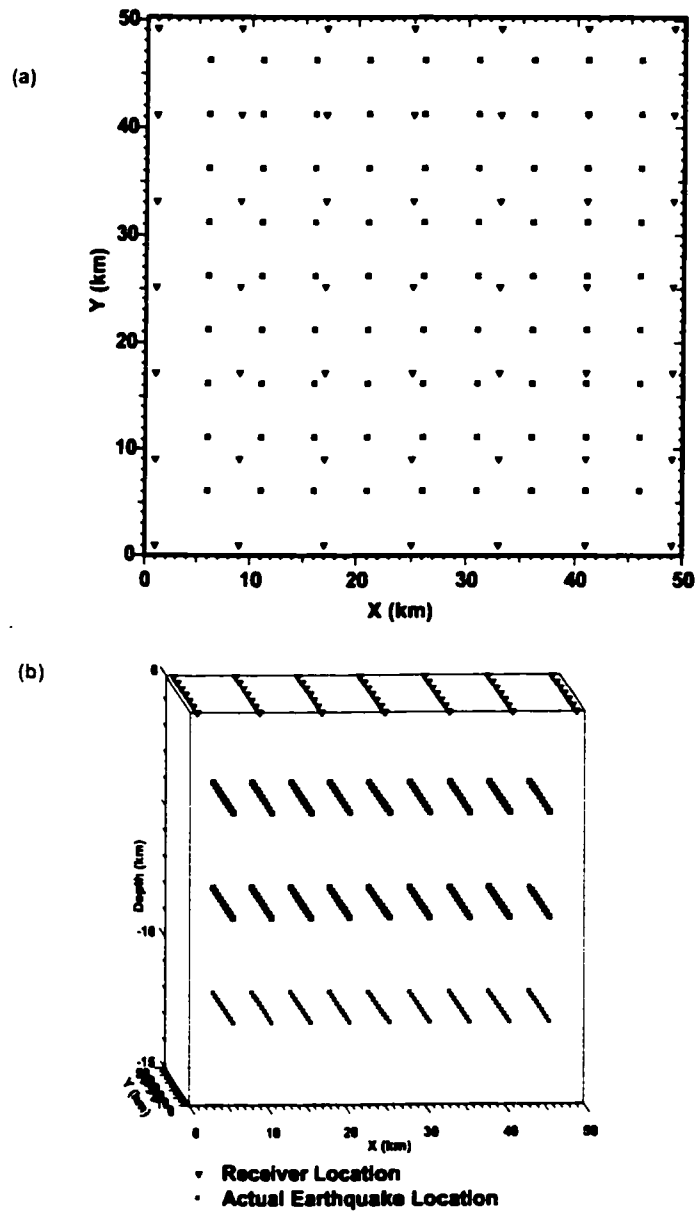 (a)
50
40
30
20
10
0
Y (km)
0 10 20 30 40 50
X (km)
(b)
Depth (km)
-10
-15
Y (km)
0 10 20 30 40 50
X (km)
Receiver Location
Actual Earthquake Location